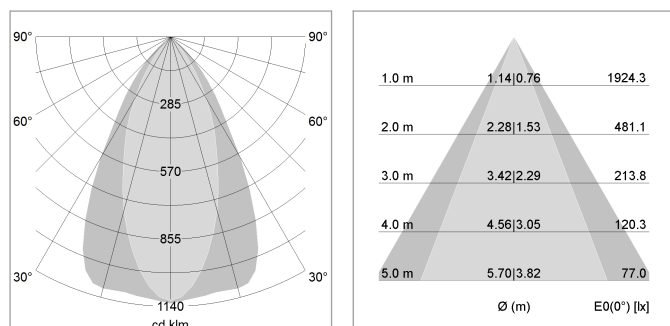 90° 90°
285
60° 60°
570
855
30° 30°
1140
cd klm
1.0 m 1.14|0.76 1924.3
2.0 m 2.28|1.53 481.1
3.0 m 3.42|2.29 213.8
4.0 m 4.56|3.05 120.3
5.0 m 5.70|3.82 77.0
Ø (m) E0(0°) [lx]